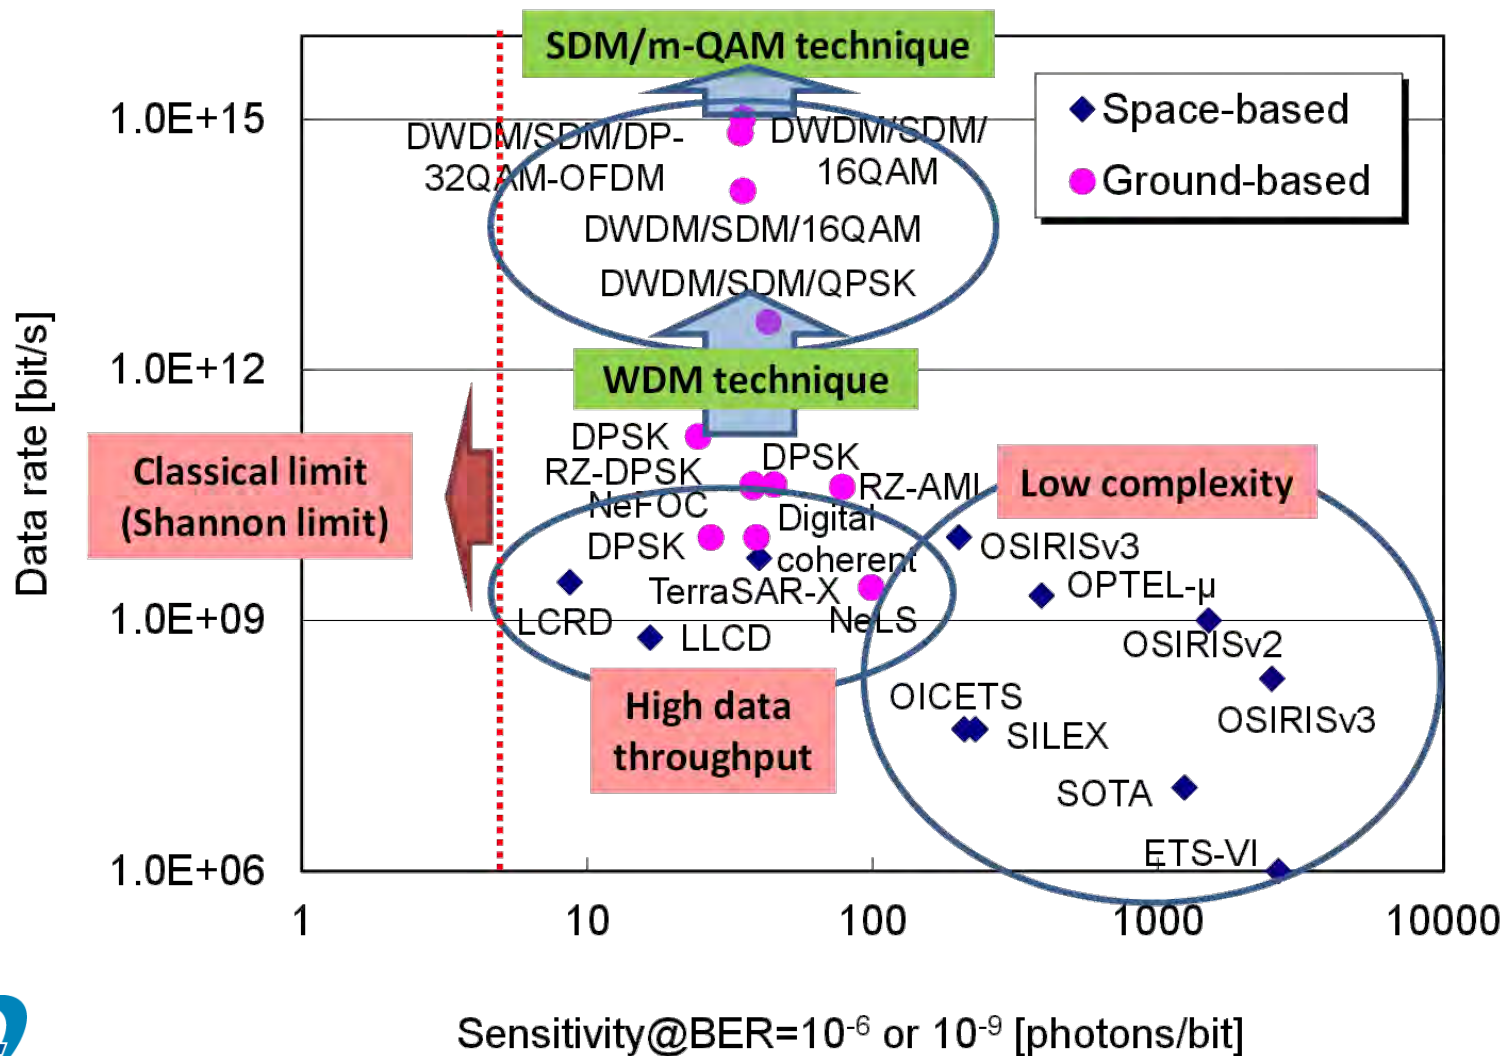 SDM/m-QAM technique
Space-based
Ground-based
1.0E+15
DWDM/SDM/DP-
32QAM-OFDM
DWDM/SDM/
16QAM
DWDM/SDM/16QAM
DWDM/SDM/QPSK
1.0E+12
WDM technique
Data rate [bit/s]
Classical limit
(Shannon limit)
DPSK
RZ-DPSK
DPSK
RZ-AMI
NeFOC
Digital
coherent
DPSK
TerraSAR-X
NeLS
Low complexity
OSIRISv3
OPTEL-μ
OSIRISv2
OSIRISv3
1.0E+09
LCRD
LLCD
High data
throughput
OICETS
SILEX
SOTA
ETS-VI
1.0E+06
1
10
100
1000
10000
Sensitivity@BER=10⁻⁶ or 10⁻⁹ [photons/bit]